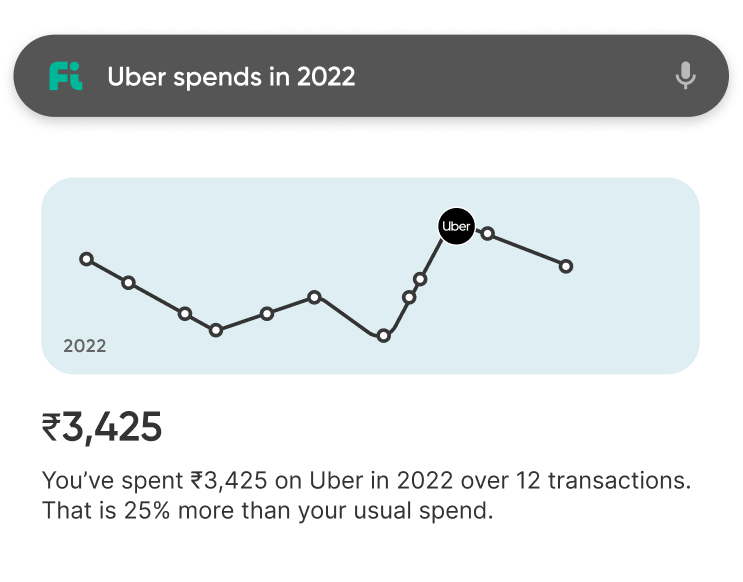 Fi Uber spends in 2022
Uber
2022
₹3,425
You’ve spent ₹3,425 on Uber in 2022 over 12 transactions.
That is 25% more than your usual spend.